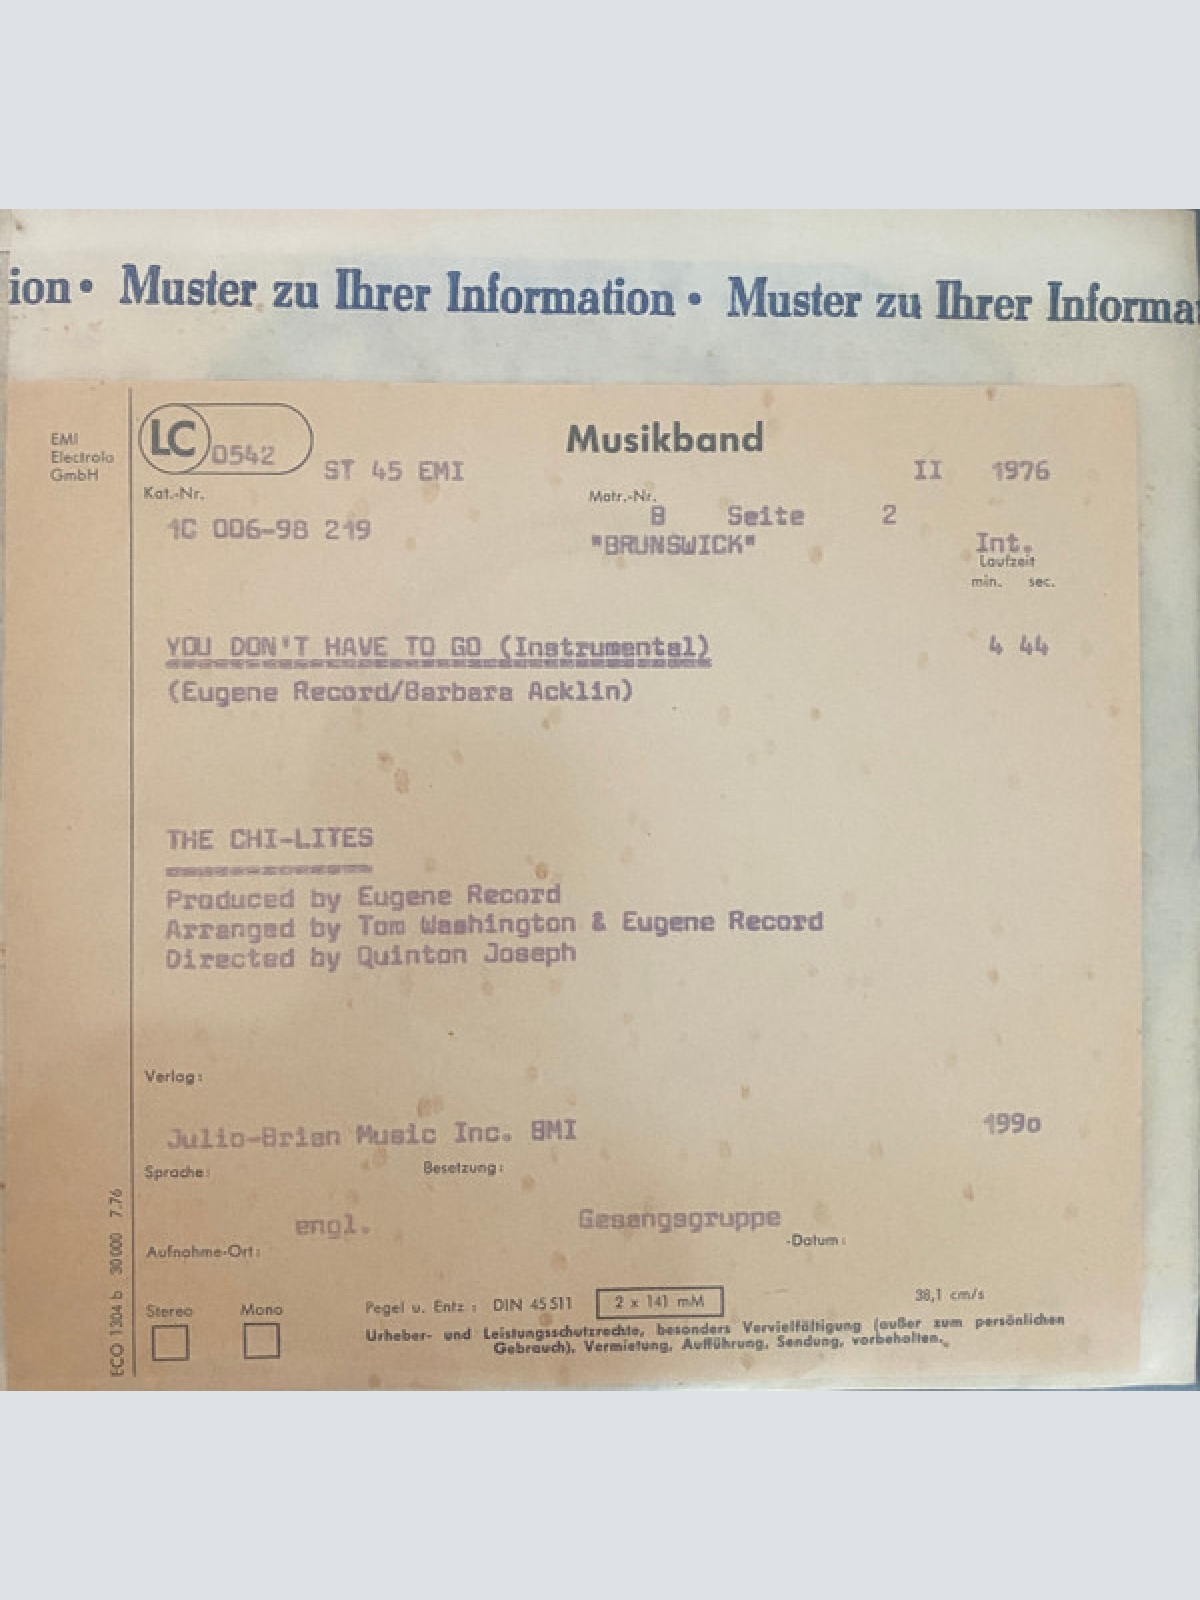 ion • Muster zu Ihrer Information • Muster zu Ihrer Informat
EMI
Electrola
GmbH
LC 0542
Musikband
ST 45 EMI
II 1976
Kat.-Nr.
Matr.-Nr.
1C 006-98 219
B Seite 2
"BRUNSWICK"
Int.
Laufzeit
min. sec.
YOU DON'T HAVE TO GO (Instrumental)
4 44
(Eugene Record/Barbara Acklin)
THE CHI-LITES
Produced by Eugene Record
Arranged by Tom Washington & Eugene Record
Directed by Quinton Joseph
Verlag:
Julio-Brian Music Inc. BMI
199o
Sprache:
Besetzung:
engl.
Gesangsgruppe
Aufnahme-Ort:
-Datum:
Stereo
Mono
Pegel u. Entz : DIN 45 511 2 x 141 mM
38,1 cm/s
Urheber- und Leistungsschutzrechte, besonders Vervielfältigung (außer zum persönlichen
Gebrauch), Vermietung, Aufführung, Sendung, vorbehalten.
ECO 1304 b 30 000 7.76